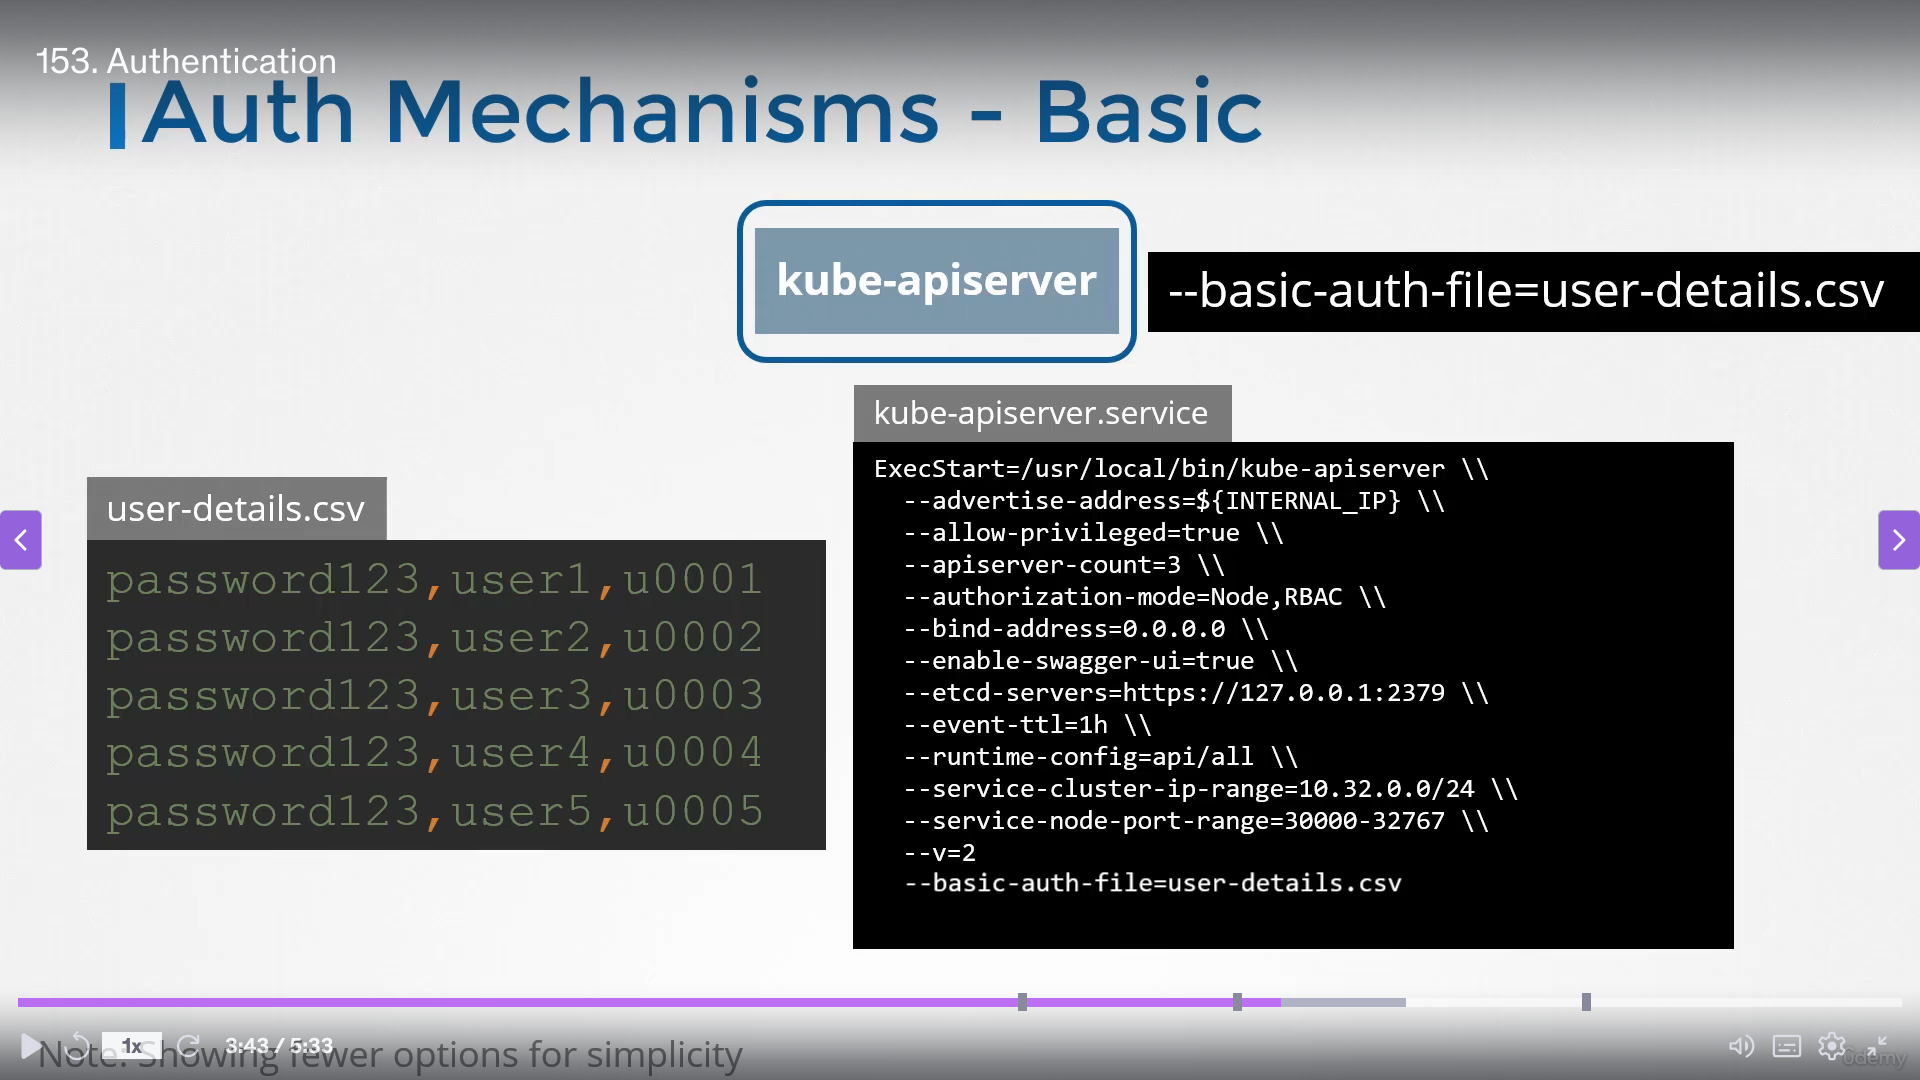 153. Authentication
Auth Mechanisms - Basic
kube-apiserver
--basic-auth-file=user-details.csv
kube-apiserver.service
ExecStart=/usr/local/bin/kube-apiserver \\
--advertise-address=${INTERNAL_IP} \\
--allow-privileged=true \\
--apiserver-count=3 \\
--authorization-mode=Node,RBAC \\
--bind-address=0.0.0.0 \\
--enable-swagger-ui=true \\
--etcd-servers=https://127.0.0.1:2379 \\
--event-ttl=1h \\
--runtime-config=api/all \\
--service-cluster-ip-range=10.32.0.0/24 \\
--service-node-port-range=30000-32767 \\
--v=2
--basic-auth-file=user-details.csv
user-details.csv
password123,user1,u0001
password123,user2,u0002
password123,user3,u0003
password123,user4,u0004
password123,user5,u0005
1x
3:43 / 5:33
Note: Showing fewer options for simplicity
ûdemy